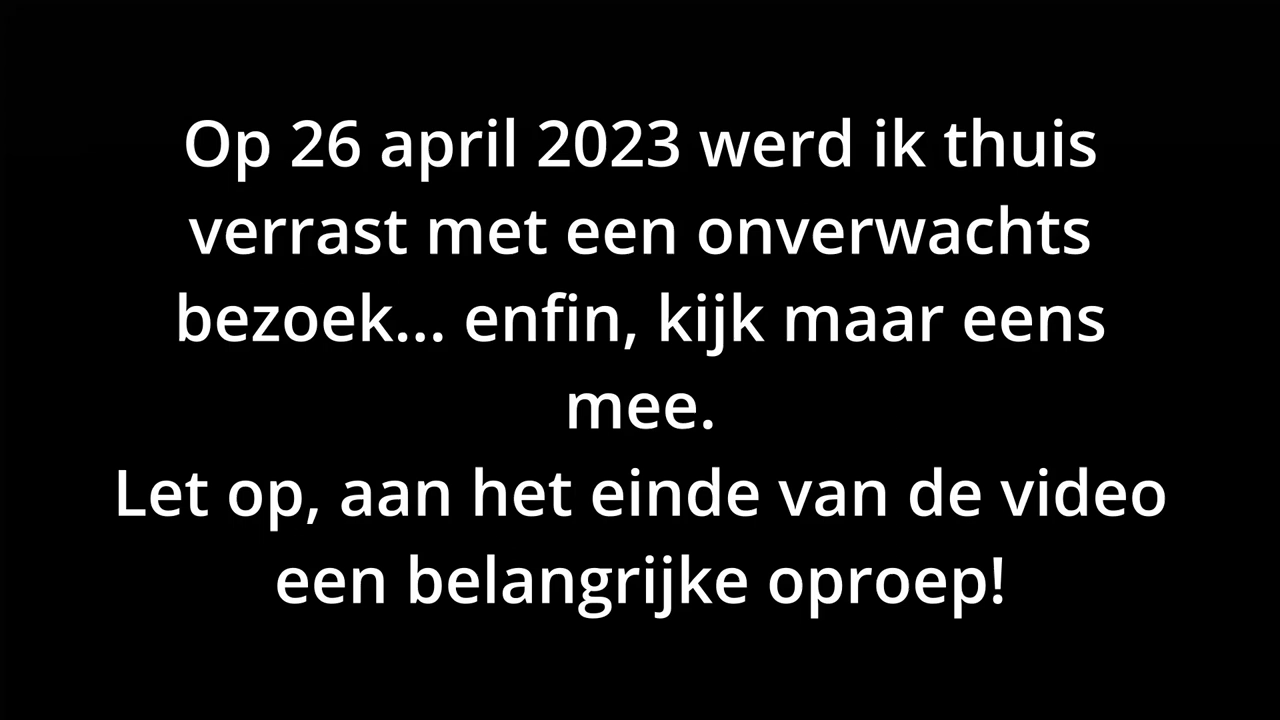 Op 26 april 2023 werd ik thuis
verrast met een onverwachts
bezoek... enfin, kijk maar eens
mee.
Let op, aan het einde van de video
een belangrijke oproep!